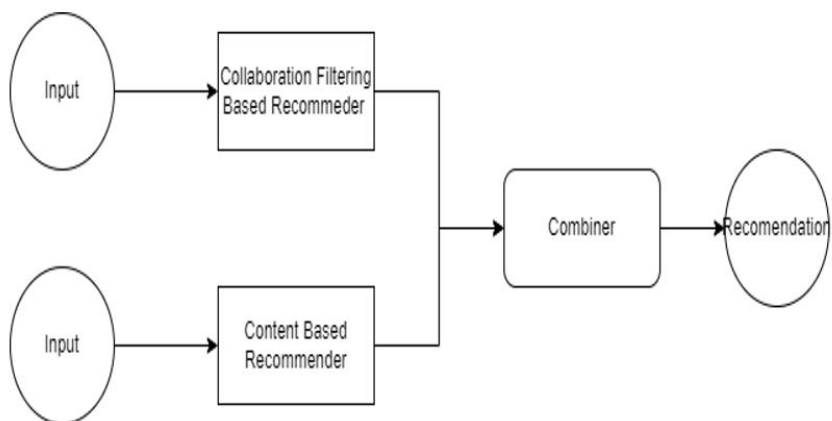 Input
Collaboration Filtering
Based Recommeder
Combiner
Recomendation
Input
Content Based
Recommender